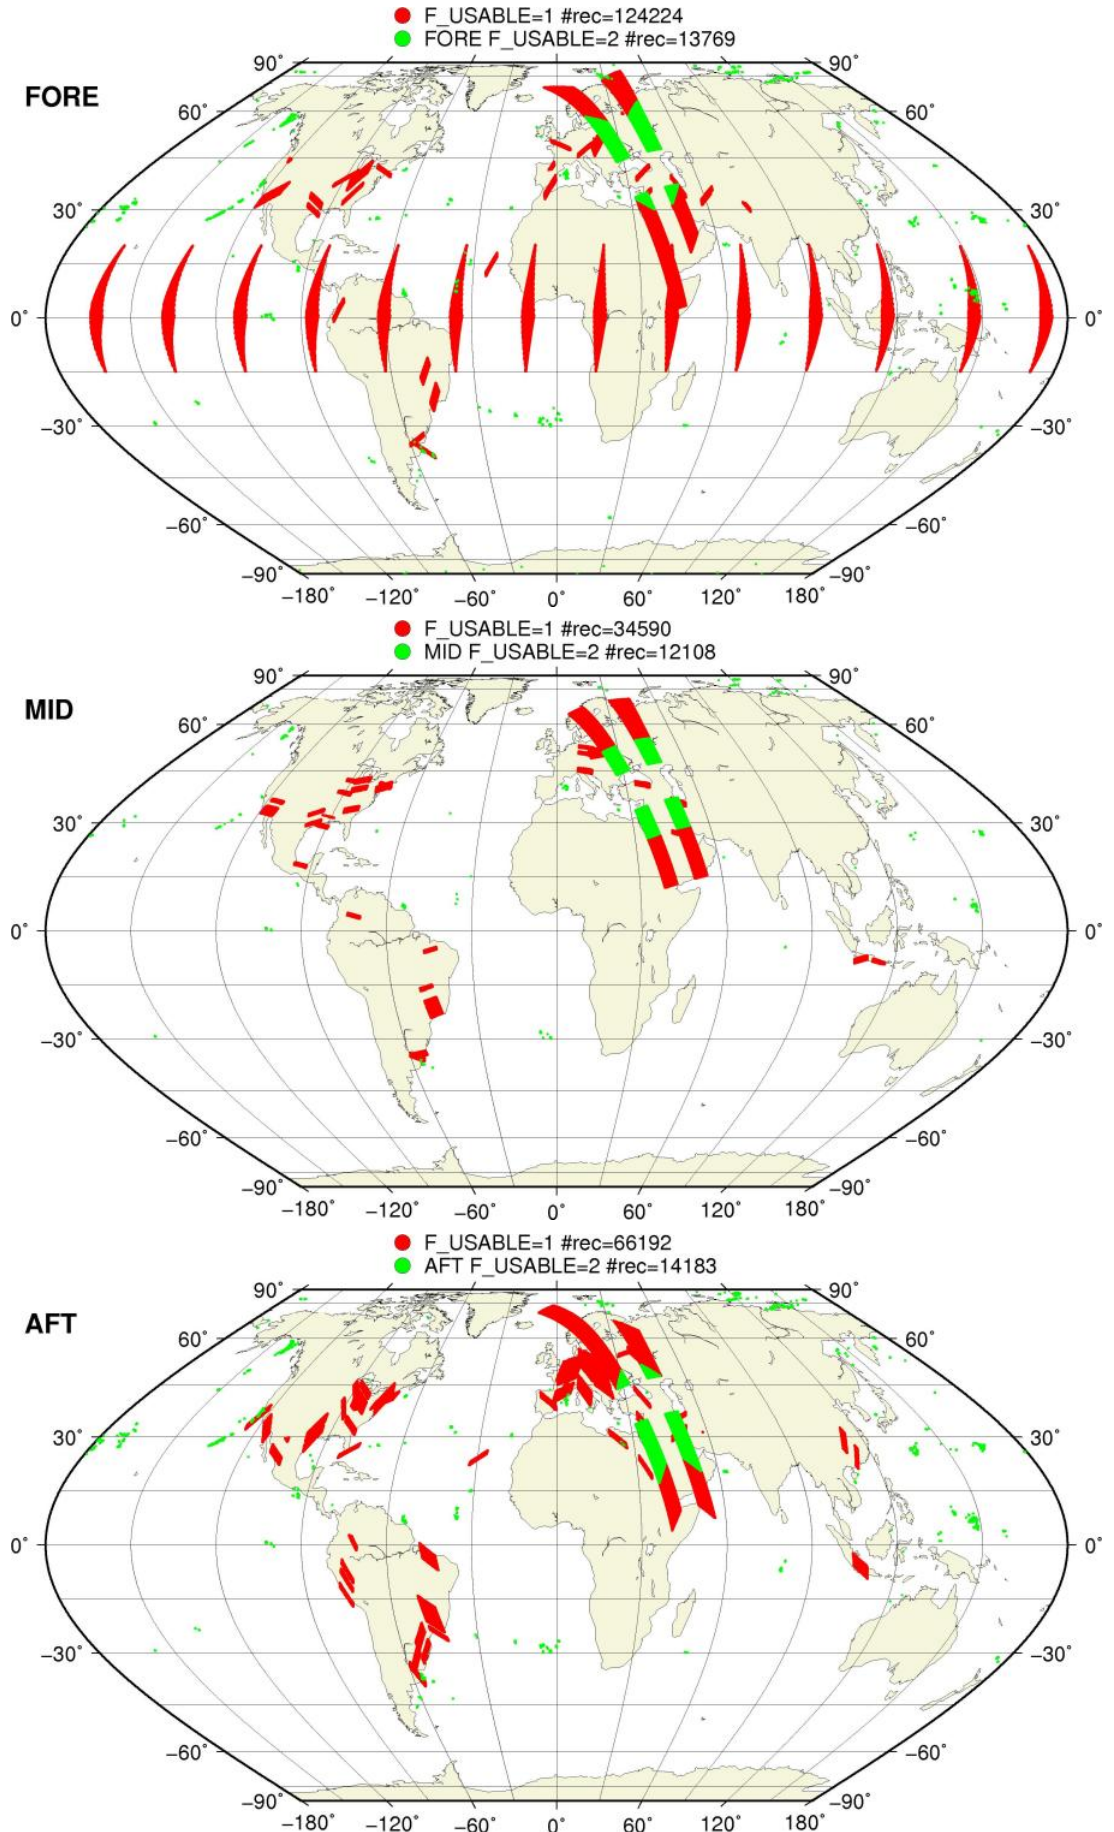 F_USABLE=1 #rec=124224
FORE F_USABLE=2 #rec=13769
FORE
90˚ 90˚
60˚ 60˚
30˚ 30˚
0˚ 0˚
−30˚ −30˚
−60˚ −60˚
−90˚ −90˚
−180˚ −120˚ −60˚ 0˚ 60˚ 120˚ 180˚
F_USABLE=1 #rec=34590
MID F_USABLE=2 #rec=12108
MID
90˚ 90˚
60˚ 60˚
30˚ 30˚
0˚ 0˚
−30˚ −30˚
−60˚ −60˚
−90˚ −90˚
−180˚ −120˚ −60˚ 0˚ 60˚ 120˚ 180˚
F_USABLE=1 #rec=66192
AFT F_USABLE=2 #rec=14183
AFT
90˚ 90˚
60˚ 60˚
30˚ 30˚
0˚ 0˚
−30˚ −30˚
−60˚ −60˚
−90˚ −90˚
−180˚ −120˚ −60˚ 0˚ 60˚ 120˚ 180˚